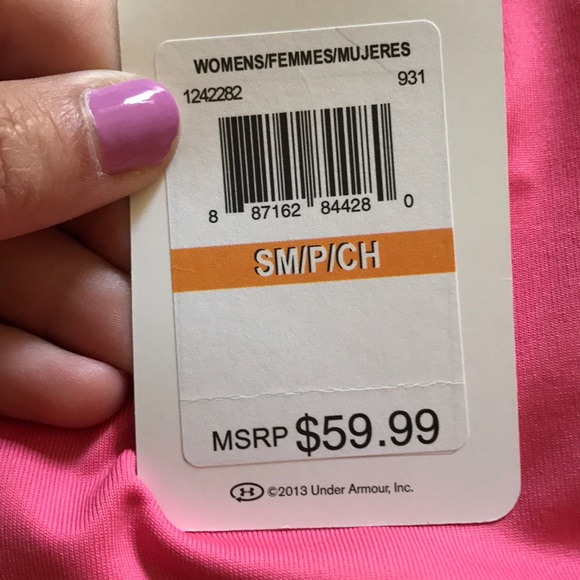 WOMENS/FEMMES/MUJERES
1242282 931
8 87162 84428 0
SM/P/CH
MSRP $59.99
©2013 Under Armour, Inc.